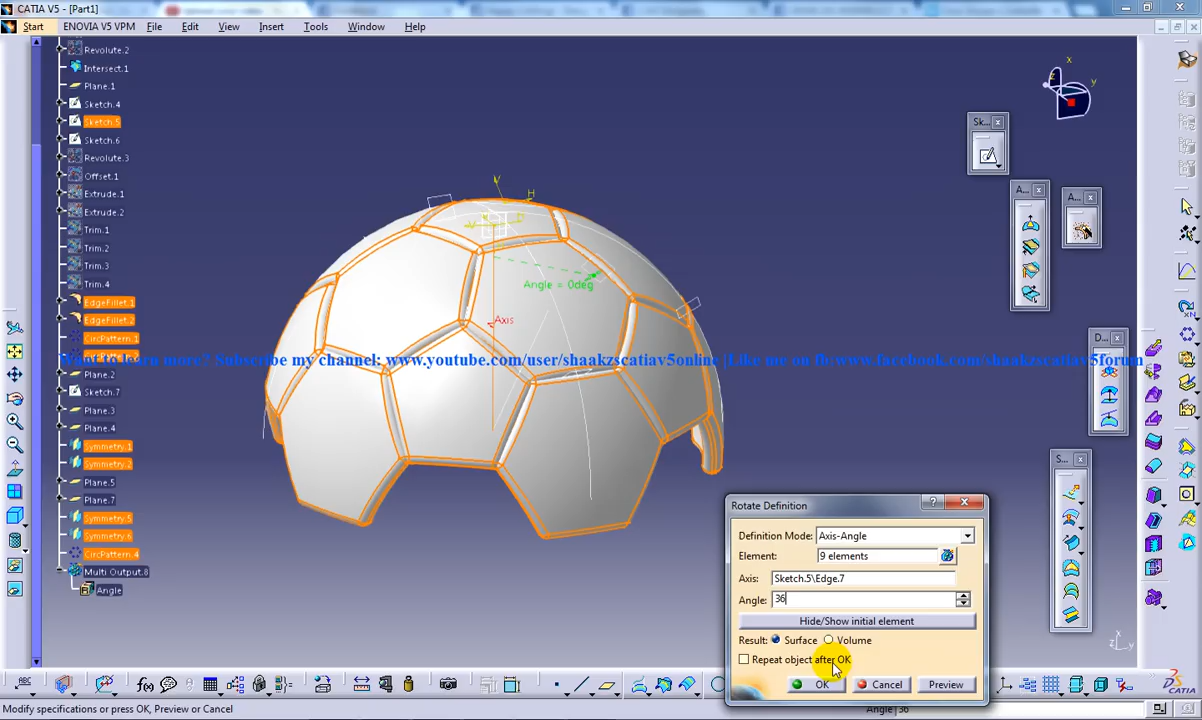 CATIA V5 - [Part1]
Start
ENOVIA V5 VPM
File
Edit
View
Insert
Tools
Window
Help
Revolute.2
Intersect.1
Plane.1
Sketch.4
Sketch.5
Sketch.6
Revolute.3
Offset.1
Extrude.1
Extrude.2
Trim.1
Trim.2
Trim.3
Trim.4
EdgeFillet.1
EdgeFillet.2
CircPattern.1
Want to learn more? Subscribe my channel: www.youtube.com/user/shaakzscatiav5online |Like me on fb:www.facebook.com/shaakzscatiav5forum
Plane.2
Sketch.7
Plane.3
Plane.4
Symmetry.1
Symmetry.2
Plane.5
Plane.7
Symmetry.5
Symmetry.6
CircPattern.4
Multi Output.8
Angle
V
H
Angle = 0deg
Axis
x
y
z
Sk...
A...
A...
D...
S...
Rotate Definition
Definition Mode: Axis-Angle
Element: 9 elements
Axis: Sketch.5\Edge.7
Angle: 36
Hide/Show initial element
Result: Surface Volume
Repeat object after OK
OK Cancel Preview
Modify specifications or press OK, Preview or Cancel
Angle 36
CATIA